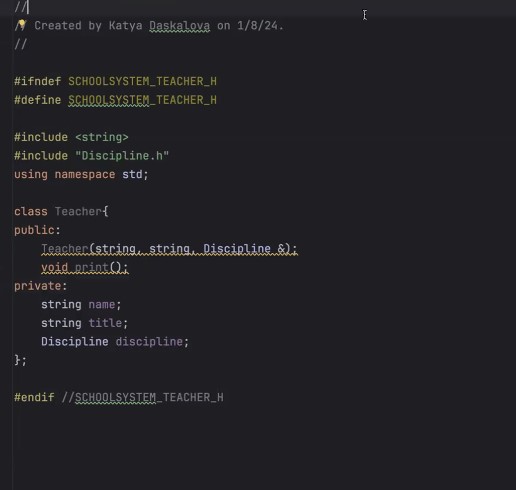 //
// Created by Katya Daskalova on 1/8/24.
//
#ifndef SCHOOLSYSTEM_TEACHER_H
#define SCHOOLSYSTEM_TEACHER_H
#include <string>
#include "Discipline.h"
using namespace std;
class Teacher{
public:
Teacher(string, string, Discipline &);
void print();
private:
string name;
string title;
Discipline discipline;
};
#endif //SCHOOLSYSTEM_TEACHER_H